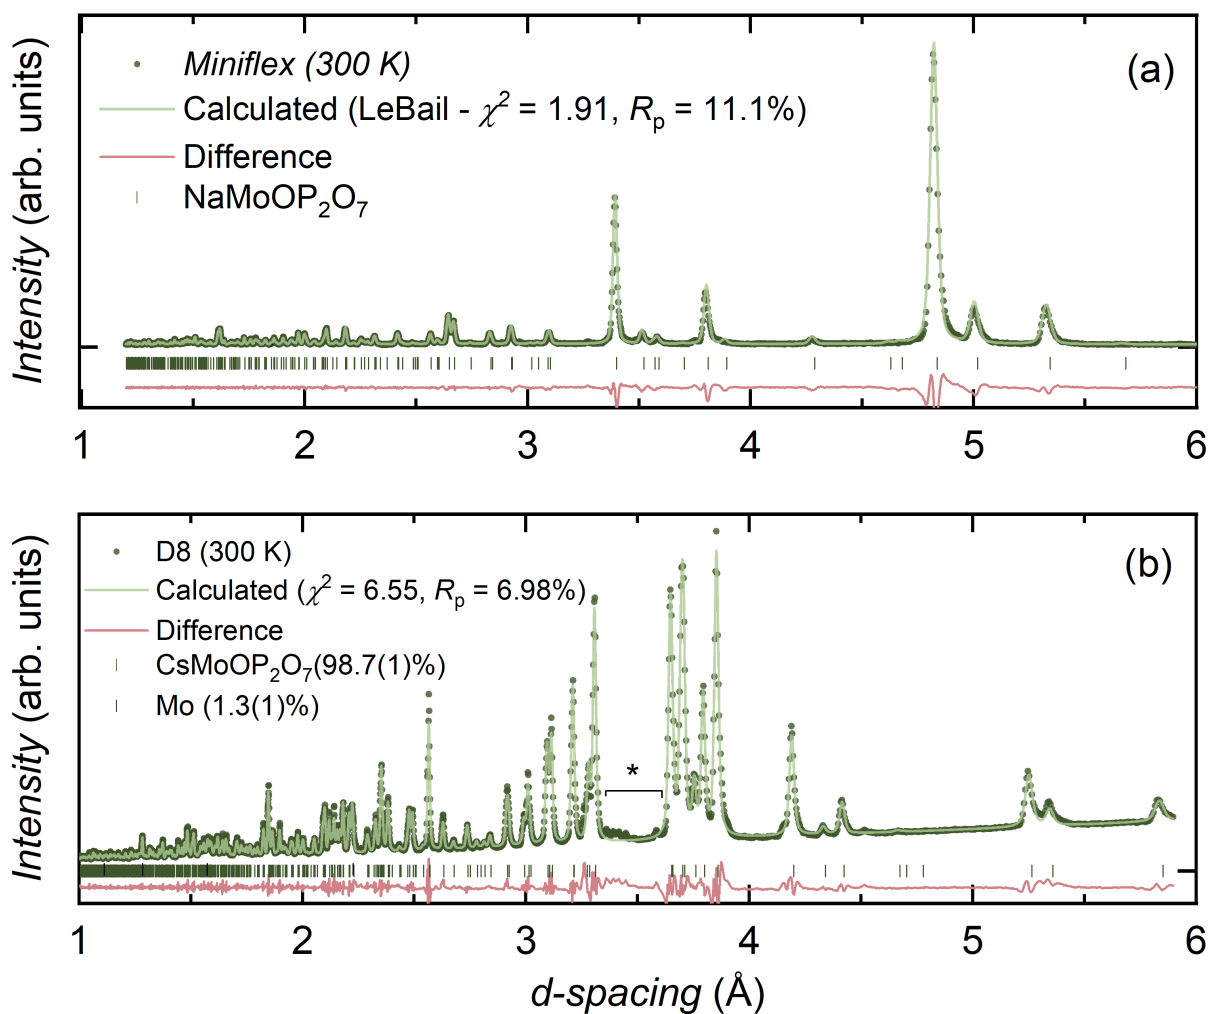 (a)
Miniflex (300 K)
Calculated (LeBail - χ² = 1.91, Rₚ = 11.1%)
Difference
NaMoOP₂O₇
Intensity (arb. units)
1 2 3 4 5 6
(b)
D8 (300 K)
Calculated (χ² = 6.55, Rₚ = 6.98%)
Difference
CsMoOP₂O₇(98.7(1)%)
Mo (1.3(1)%)
*
Intensity (arb. units)
1 2 3 4 5 6
d-spacing (Å)